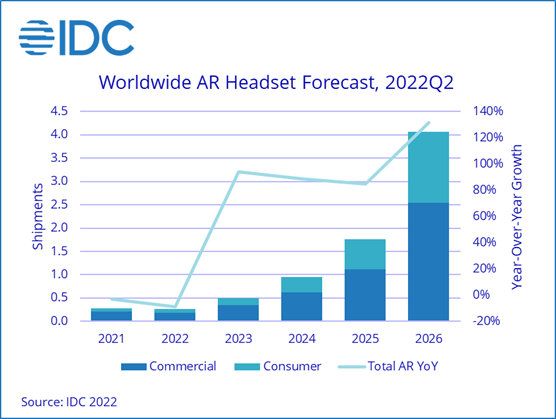 IDC
Worldwide AR Headset Forecast, 2022Q2
4.5
4.0
3.5
3.0
2.5
2.0
1.5
1.0
0.5
0.0
Shipments
140%
120%
100%
80%
60%
40%
20%
0%
-20%
Year-Over-Year Growth
2021 2022 2023 2024 2025 2026
Commercial Consumer Total AR YoY
Source: IDC 2022